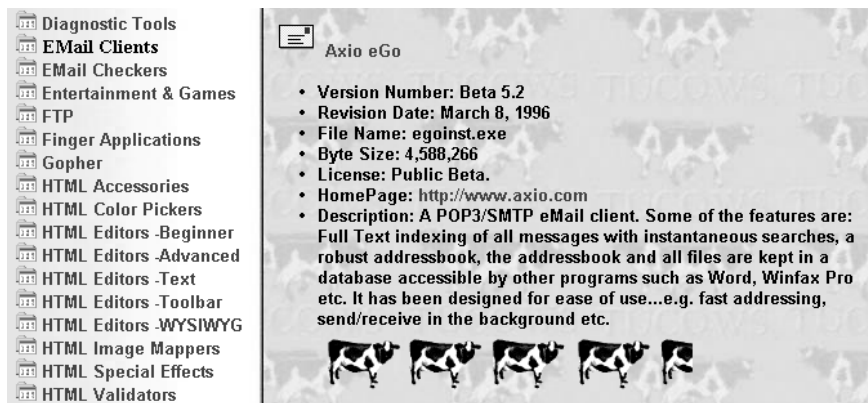 Diagnostic Tools
EMail Clients
EMail Checkers
Entertainment & Games
FTP
Finger Applications
Gopher
HTML Accessories
HTML Color Pickers
HTML Editors -Beginner
HTML Editors -Advanced
HTML Editors -Text
HTML Editors -Toolbar
HTML Editors -WYSIWYG
HTML Image Mappers
HTML Special Effects
HTML Validators
Axio eGo
• Version Number: Beta 5.2
• Revision Date: March 8, 1996
• File Name: egoinst.exe
• Byte Size: 4,588,266
• License: Public Beta.
• HomePage: http://www.axio.com
• Description: A POP3/SMTP eMail client. Some of the features are:
Full Text indexing of all messages with instantaneous searches, a
robust addressbook, the addressbook and all files are kept in a
database accessible by other programs such as Word, Winfax Pro
etc. It has been designed for ease of use...e.g. fast addressing,
send/receive in the background etc.